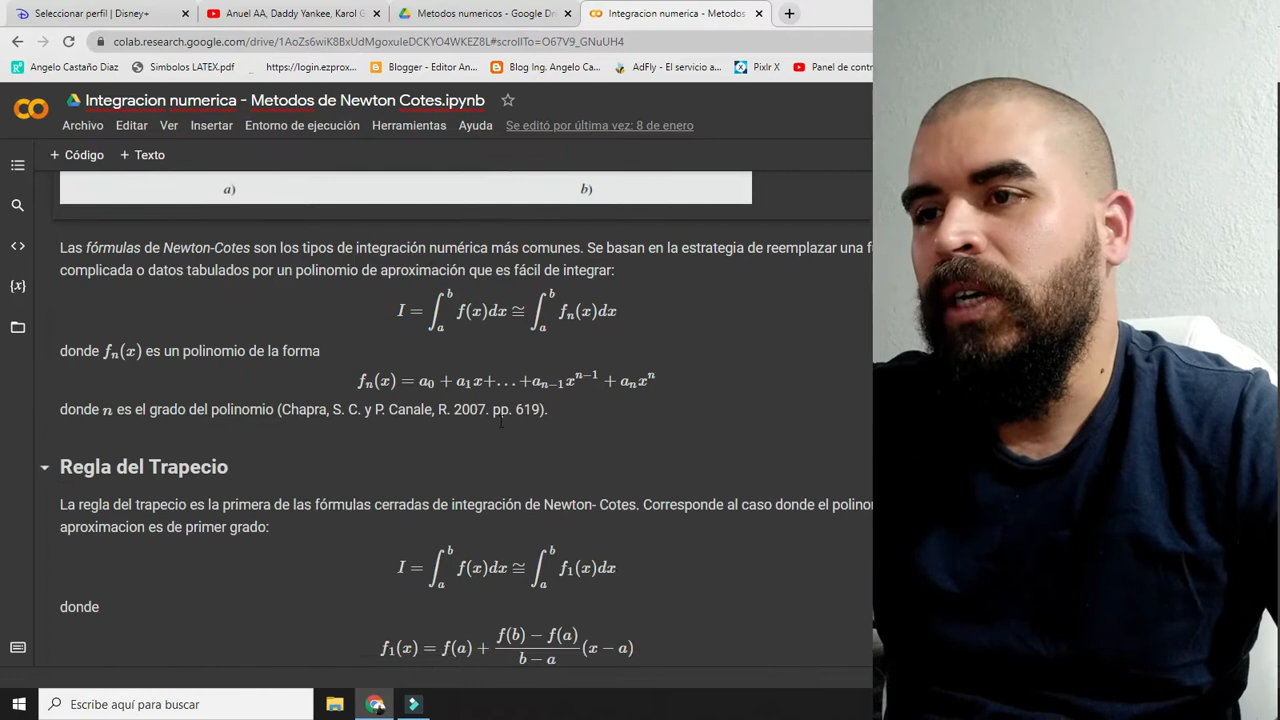 Seleccionar perfil | Disney+
Anuel AA, Daddy Yankee, Karol G
Metodos numericos - Google Dri
Integracion numerica - Metodos
colab.research.google.com/drive/1AoZs6wiK8BxUdMgoxuleDCKYO4WKEZ8L#scrollTo=O67V9_GNuUH4
Angelo Castaño Diaz
Simbolos LATEX.pdf
https://login.ezprox...
Blogger - Editor An...
Blog Ing. Angelo Ca...
AdFly - El servicio a...
Pixlr X
Panel de contr
Integracion numerica - Metodos de Newton Cotes.ipynb
Archivo Editar Ver Insertar Entorno de ejecución Herramientas Ayuda Se editó por última vez: 8 de enero
+ Código + Texto
a) b)
Las fórmulas de Newton-Cotes son los tipos de integración numérica más comunes. Se basan en la estrategia de reemplazar una f
complicada o datos tabulados por un polinomio de aproximación que es fácil de integrar:
I = ∫_a^b f(x)dx ≅ ∫_a^b f_n(x)dx
donde f_n(x) es un polinomio de la forma
f_n(x) = a_0 + a_1x+...+a_{n−1}x^{n−1} + a_nx^n
donde n es el grado del polinomio (Chapra, S. C. y P. Canale, R. 2007. pp. 619).
Regla del Trapecio
La regla del trapecio es la primera de las fórmulas cerradas de integración de Newton- Cotes. Corresponde al caso donde el polino
aproximacion es de primer grado:
I = ∫_a^b f(x)dx ≅ ∫_a^b f_1(x)dx
donde
f_1(x) = f(a) + \frac{f(b) − f(a)}{b − a}(x − a)
Escribe aquí para buscar